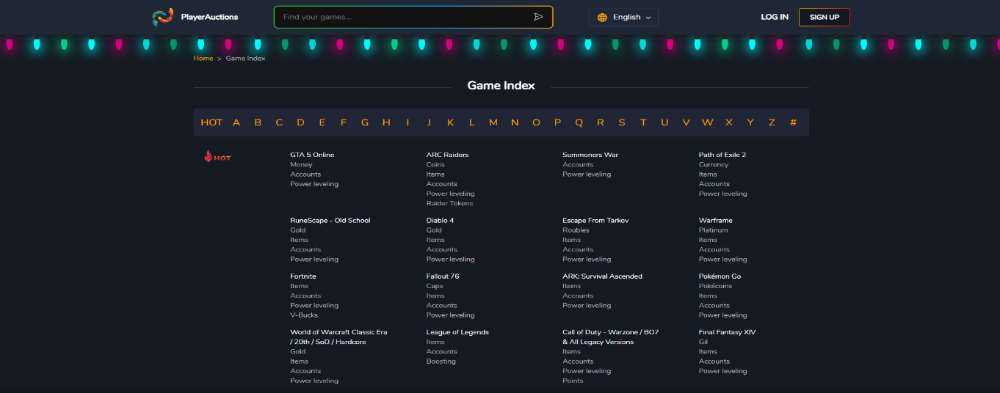 PlayerAuctions
Find your games...
English
LOG IN
SIGN UP
Home > Game Index
Game Index
HOT A B C D E F G H I J K L M N O P Q R S T U V W X Y Z #
HOT
GTA 5 Online
Money
Accounts
Power leveling
ARC Raiders
Coins
Items
Accounts
Power leveling
Raider Tokens
Summoners War
Accounts
Power leveling
Path of Exile 2
Currency
Items
Accounts
Power leveling
RuneScape - Old School
Gold
Items
Accounts
Power leveling
Diablo 4
Gold
Items
Accounts
Power leveling
Escape From Tarkov
Roubles
Items
Accounts
Power leveling
Warframe
Platinum
Items
Accounts
Power leveling
Fortnite
Items
Accounts
Power leveling
V-Bucks
Fallout 76
Caps
Items
Accounts
Power leveling
ARK: Survival Ascended
Items
Accounts
Power leveling
Pokémon Go
Pokécoins
Items
Accounts
Power leveling
World of Warcraft Classic Era
/ 20th / SoD / Hardcore
Gold
Items
Accounts
Power leveling
League of Legends
Items
Accounts
Boosting
Call of Duty - Warzone / BO7
& All Legacy Versions
Items
Accounts
Power leveling
Points
Final Fantasy XIV
Gil
Items
Accounts
Power leveling